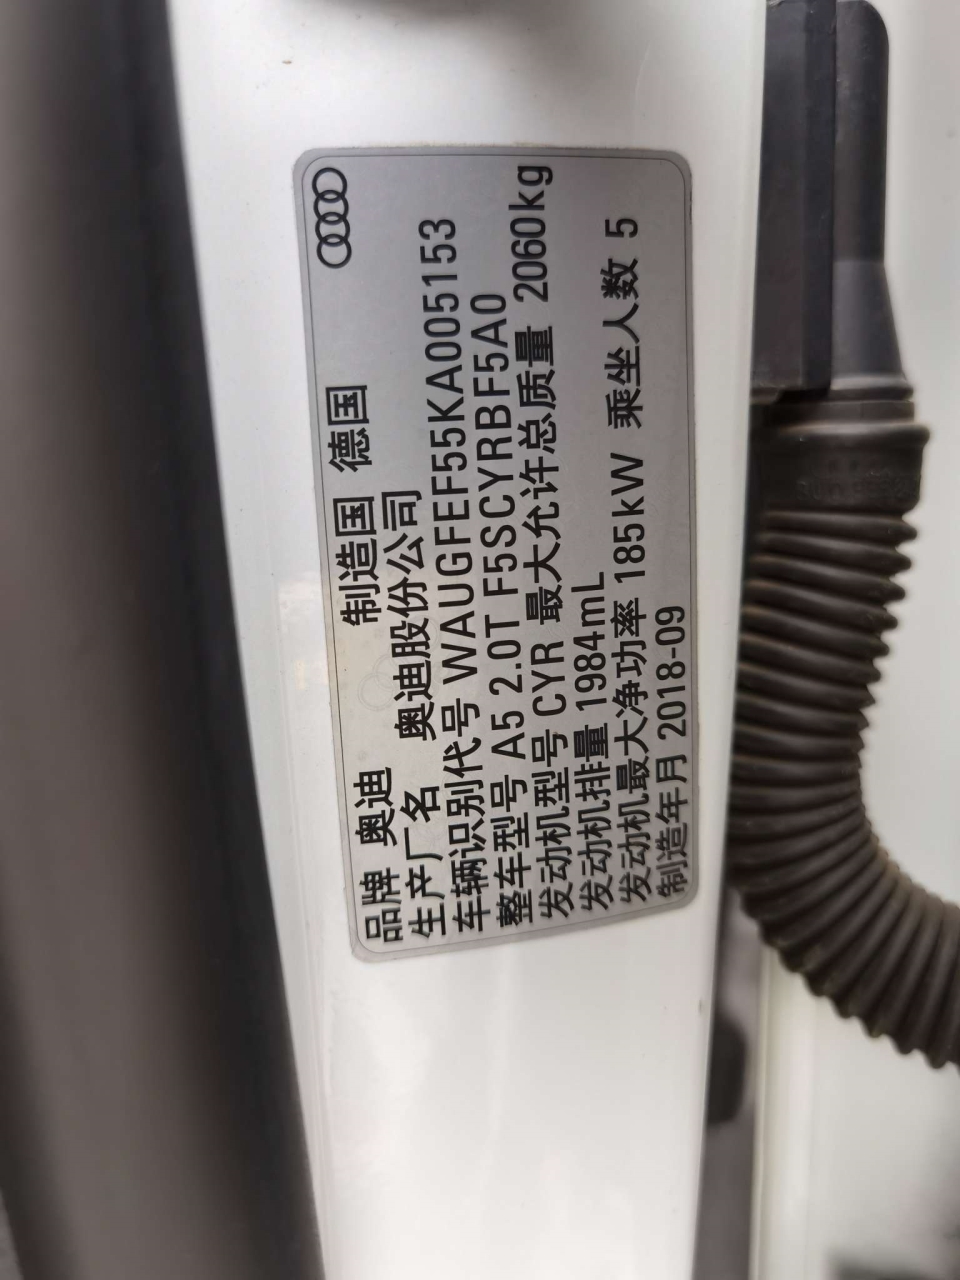 品牌 奥迪 制造国 德国
生产厂名 奥迪股份公司
车辆识别代号 WAUGFEF55KA005153
整车型号 A5 2.0T F5SCYRBF5A0
发动机型号 CYR 最大允许总质量 2060kg
发动机排量 1984mL
发动机最大净功率 185kW 乘坐人数 5
制造年月 2018-09